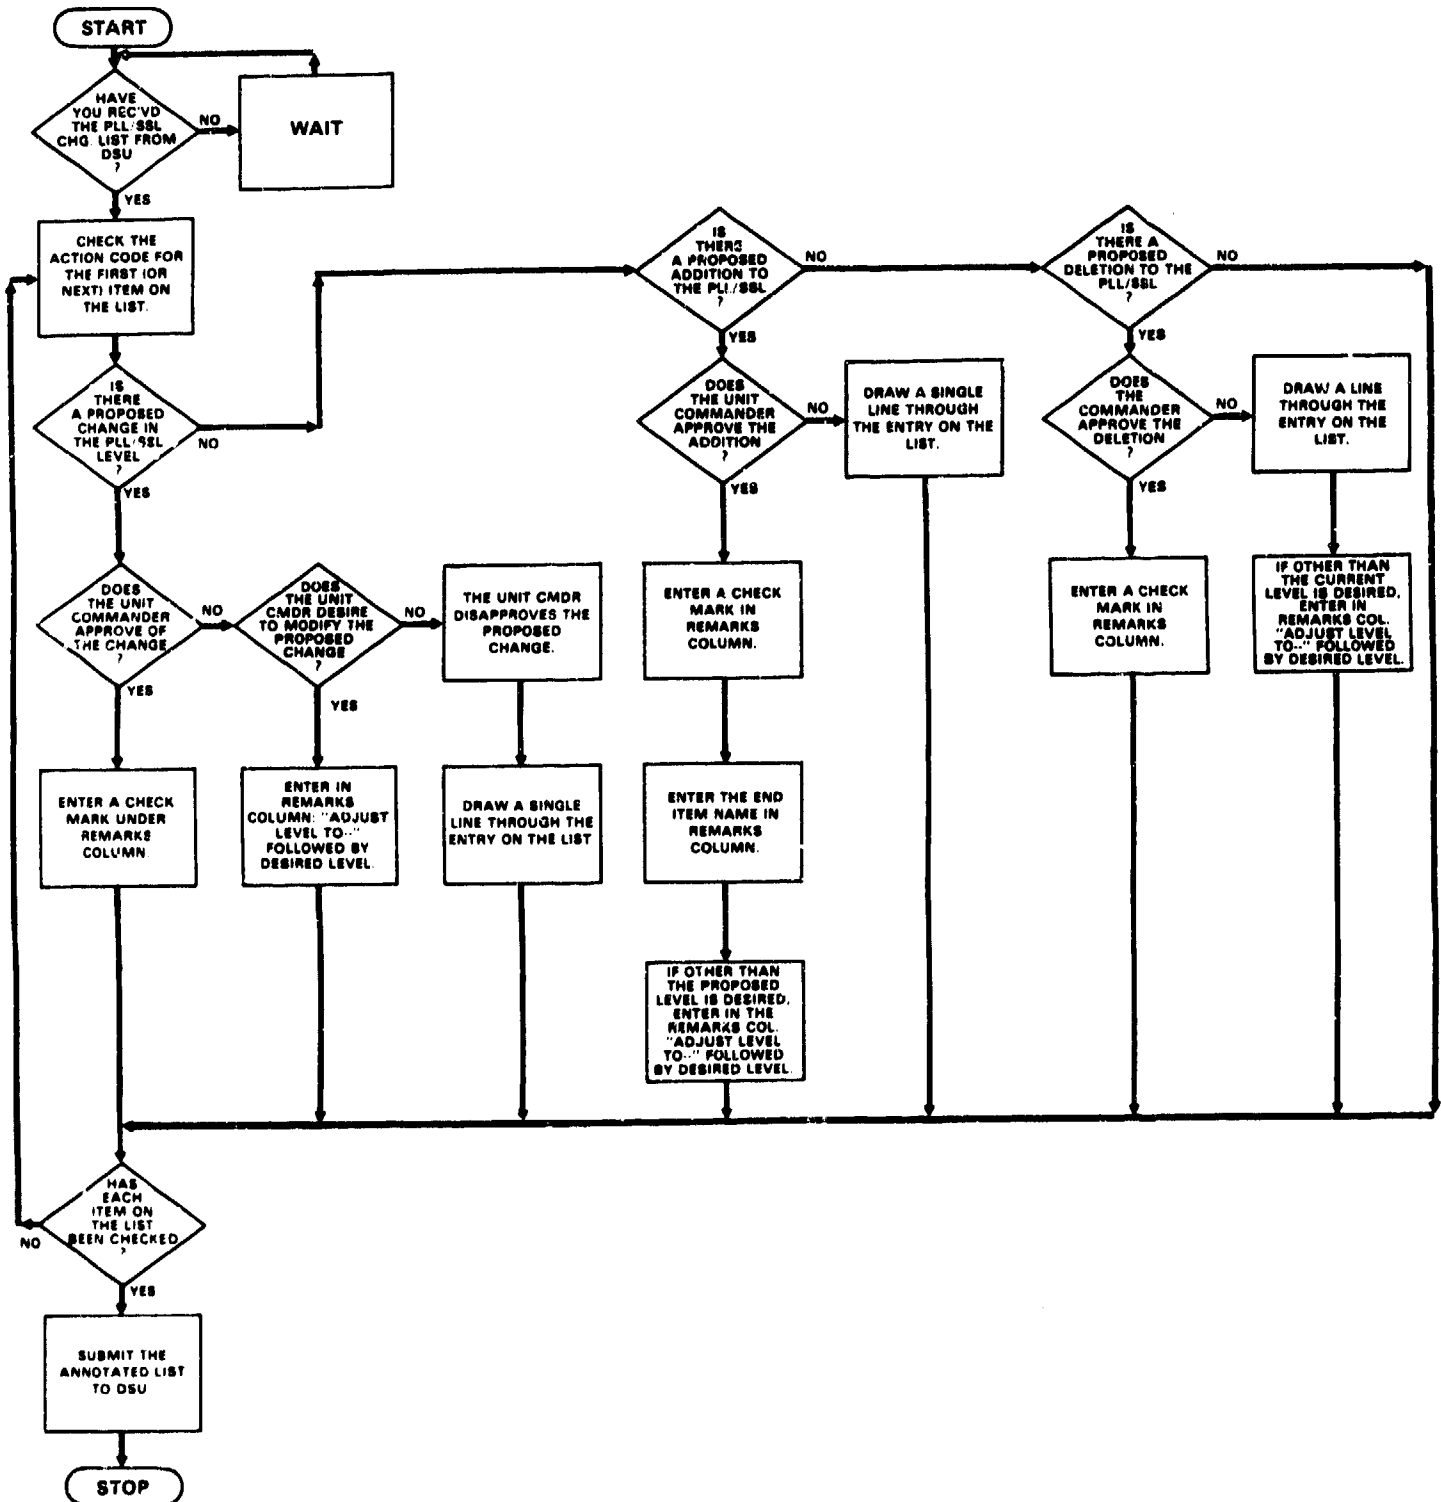 START
HAVE
YOU REC'VD
THE PLL/SSL
CHG. LIST FROM
DSU
?
NO
WAIT
YES
CHECK THE
ACTION CODE FOR
THE FIRST (OR
NEXT) ITEM ON
THE LIST.
IS
THERE
A PROPOSED
CHANGE IN
THE PLL/SSL
LEVEL
?
NO
YES
IS
THERE
A PROPOSED
ADDITION TO
THE PLL/SSL
?
NO
YES
IS
THERE A
PROPOSED
DELETION TO THE
PLL/SSL
?
NO
YES
DOES
THE UNIT
COMMANDER
APPROVE THE
ADDITION
?
NO
YES
DRAW A SINGLE
LINE THROUGH
THE ENTRY ON THE
LIST.
DOES
THE
COMMANDER
APPROVE THE
DELETION
?
NO
YES
DRAW A LINE
THROUGH THE
ENTRY ON THE
LIST.
DOES
THE UNIT
COMMANDER
APPROVE OF
THE CHANGE
?
NO
YES
DOES
THE UNIT
CMDR DESIRE
TO MODIFY THE
PROPOSED
CHANGE
?
NO
YES
THE UNIT CMDR
DISAPPROVES THE
PROPOSED
CHANGE.
ENTER A CHECK
MARK IN
REMARKS
COLUMN.
ENTER A CHECK
MARK IN
REMARKS
COLUMN.
IF OTHER THAN
THE CURRENT
LEVEL IS DESIRED,
ENTER IN
REMARKS COL.
"ADJUST LEVEL
TO--" FOLLOWED
BY DESIRED LEVEL.
ENTER A CHECK
MARK UNDER
REMARKS
COLUMN.
ENTER IN
REMARKS
COLUMN: "ADJUST
LEVEL TO--"
FOLLOWED BY
DESIRED LEVEL.
DRAW A SINGLE
LINE THROUGH THE
ENTRY ON THE LIST
ENTER THE END
ITEM NAME IN
REMARKS
COLUMN.
IF OTHER THAN
THE PROPOSED
LEVEL IS DESIRED,
ENTER IN THE
REMARKS COL.
"ADJUST LEVEL
TO--" FOLLOWED
BY DESIRED LEVEL.
HAS
EACH
ITEM ON
THE LIST
BEEN CHECKED
?
NO
YES
SUBMIT THE
ANNOTATED LIST
TO DSU
STOP